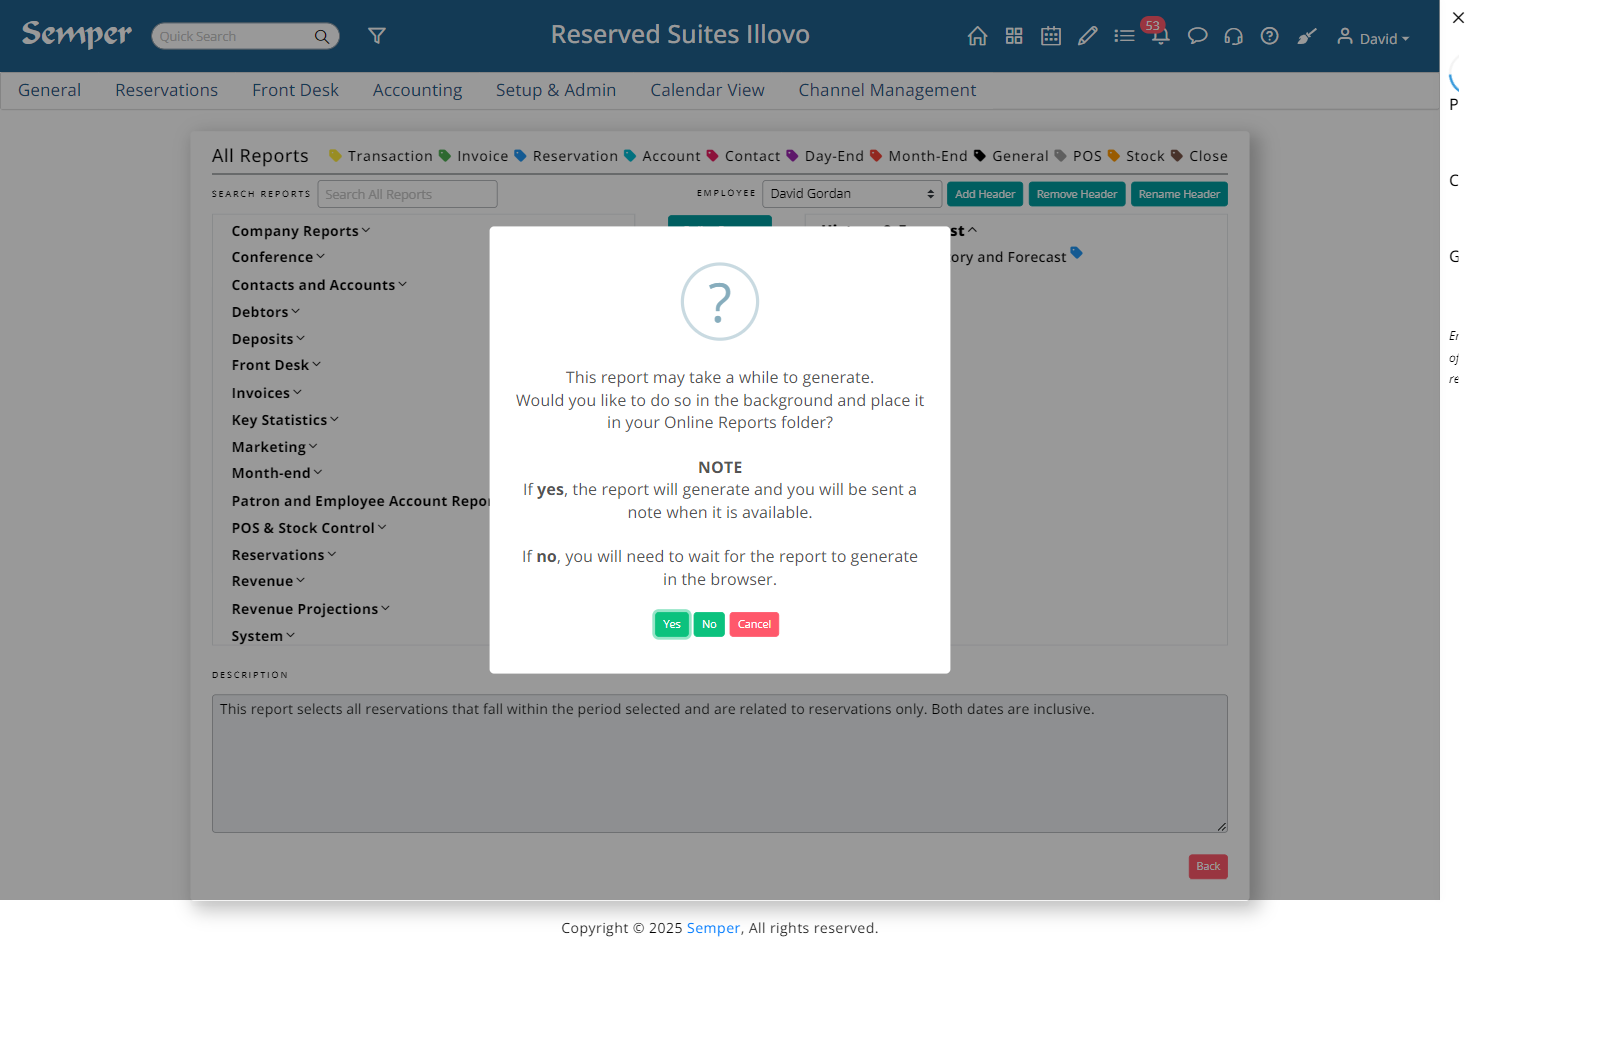 Semper
Quick Search
Reserved Suites Illovo
53
David
General Reservations Front Desk Accounting Setup & Admin Calendar View Channel Management
All Reports Transaction Invoice Reservation Account Contact Day-End Month-End General POS Stock Close
SEARCH REPORTS Search All Reports EMPLOYEE David Gordan Add Header Remove Header Rename Header
Company Reports
Conference
Contacts and Accounts
Debtors
Deposits
Front Desk
Invoices
Key Statistics
Marketing
Month-end
Patron and Employee Account Repor
POS & Stock Control
Reservations
Revenue
Revenue Projections
System
st
ory and Forecast
?
This report may take a while to generate.
Would you like to do so in the background and place it
in your Online Reports folder?
NOTE
If yes, the report will generate and you will be sent a
note when it is available.
If no, you will need to wait for the report to generate
in the browser.
Yes No Cancel
DESCRIPTION
This report selects all reservations that fall within the period selected and are related to reservations only. Both dates are inclusive.
Back
Copyright © 2025 Semper, All rights reserved.
P
C
G
of
re